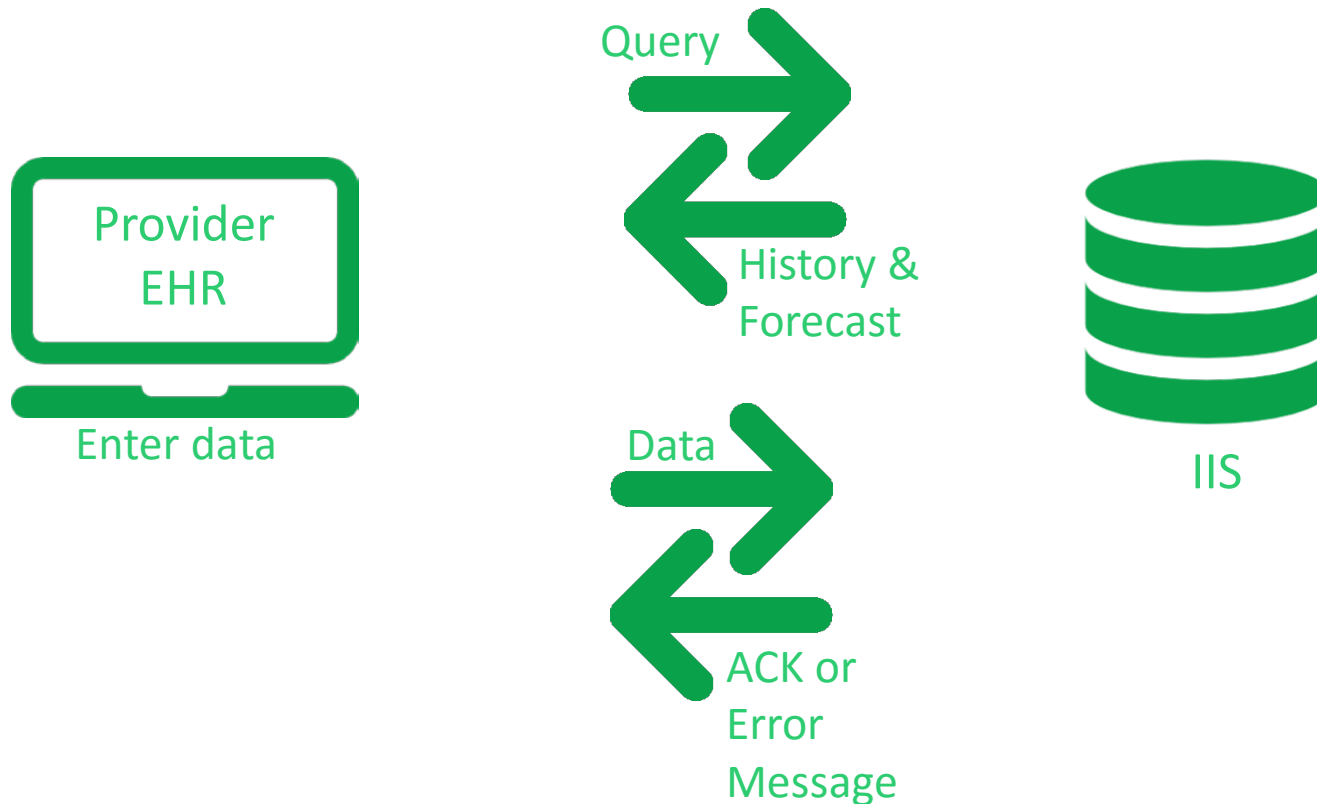 Query
Provider
EHR
History &
Forecast
Enter data
Data
IIS
ACK or
Error
Message